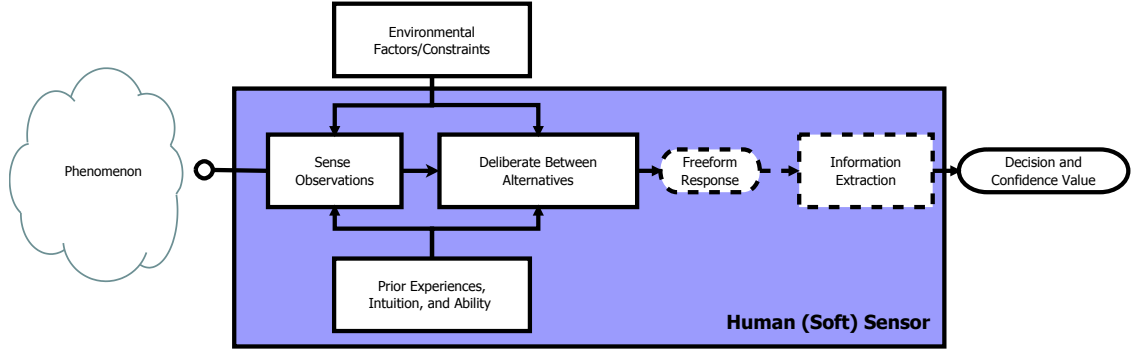 Environmental
Factors/Constraints
Phenomenon
Sense
Observations
Deliberate Between
Alternatives
Freeform
Response
Information
Extraction
Decision and
Confidence Value
Prior Experiences,
Intuition, and Ability
Human (Soft) Sensor